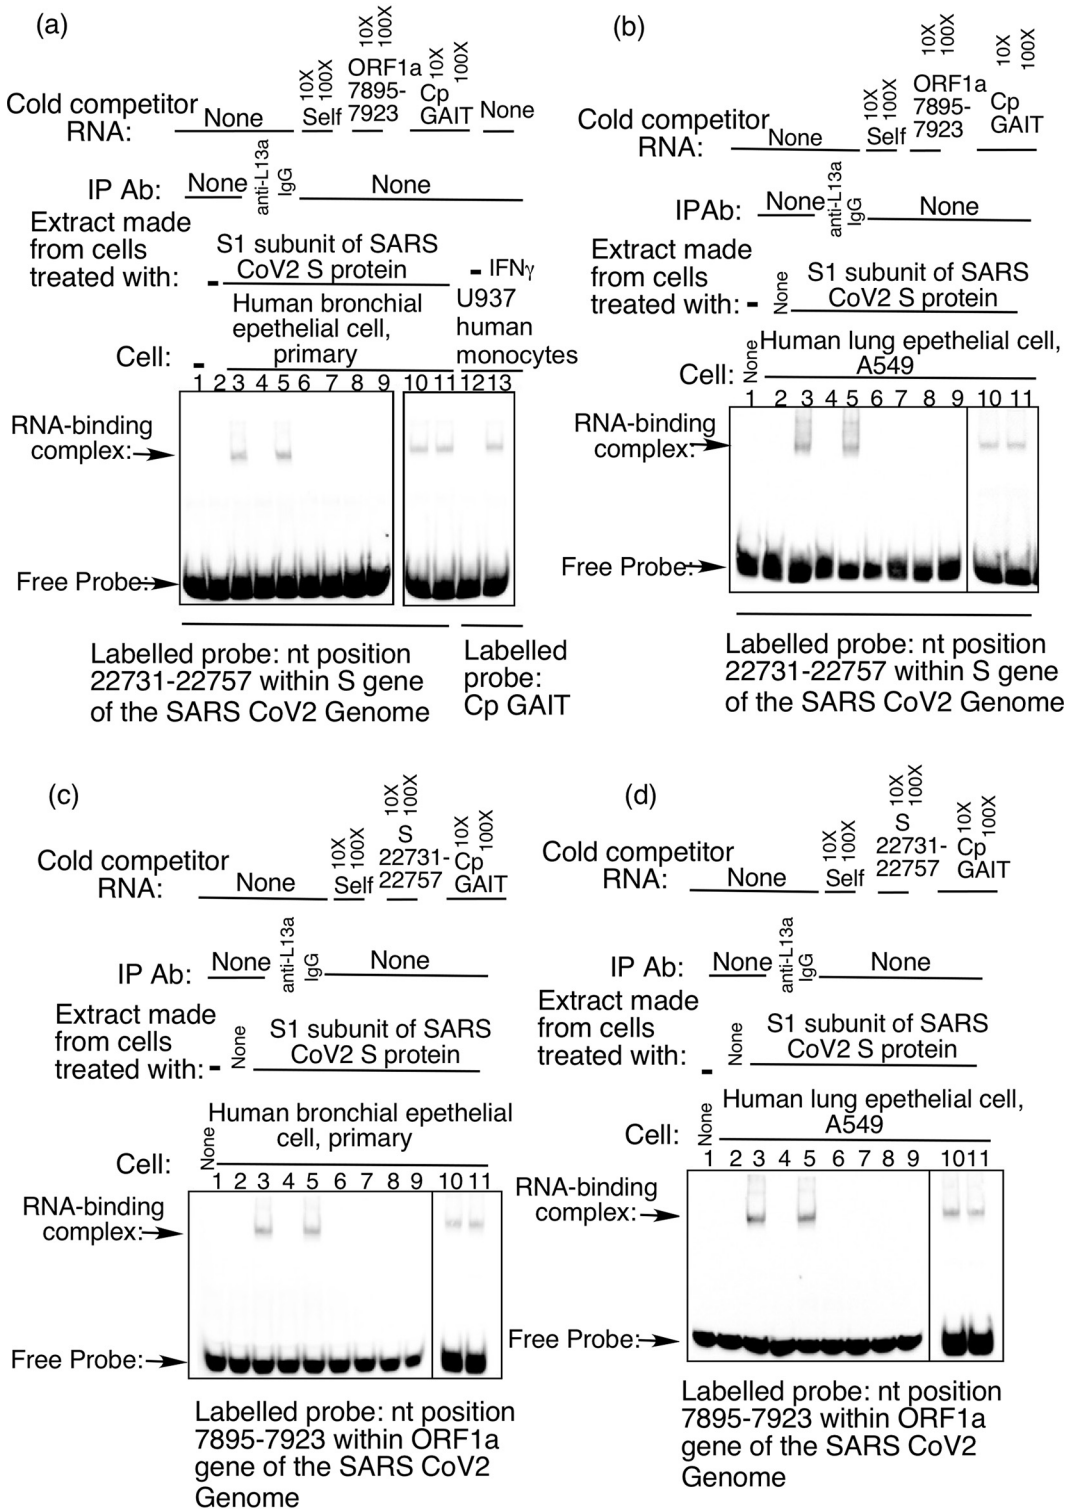 (a)
10X
100X
ORF1a
7895-
7923
10X
100X
Self
10X
100X
Cp
GAIT
None
Cold competitor
RNA:
None
IP Ab:
None
anti-L13a
IgG
None
Extract made
from cells
treated with:
-
S1 subunit of SARS
CoV2 S protein
- IFNγ
Human bronchial
epethelial cell,
primary
U937
human
monocytes
Cell:
-
1 2 3 4 5 6 7 8 9 10 11 12 13
RNA-binding
complex:
Free Probe:
Labelled probe: nt position
22731-22757 within S gene
of the SARS CoV2 Genome
Labelled
probe:
Cp GAIT
(b)
10X
100X
ORF1a
7895-
7923
10X
100X
Self
10X
100X
Cp
GAIT
Cold competitor
RNA:
None
IPAb:
None
anti-L13a
IgG
None
Extract made
from cells
treated with:
-
None
S1 subunit of SARS
CoV2 S protein
Cell:
None
Human lung epethelial cell,
A549
1 2 3 4 5 6 7 8 9 10 11
RNA-binding
complex:
Free Probe:
Labelled probe: nt position
22731-22757 within S gene
of the SARS CoV2 Genome
(c)
10X
100X
S
22731-
22757
10X
100X
Self
10X
100X
Cp
GAIT
Cold competitor
RNA:
None
IP Ab:
None
anti-L13a
IgG
None
Extract made
from cells
treated with:
-
None
S1 subunit of SARS
CoV2 S protein
Human bronchial epethelial
cell, primary
Cell:
None
1 2 3 4 5 6 7 8 9 10 11
RNA-binding
complex:
Free Probe:
Labelled probe: nt position
7895-7923 within ORF1a
gene of the SARS CoV2
Genome
(d)
10X
100X
S
22731-
22757
10X
100X
Self
10X
100X
Cp
GAIT
Cold competitor
RNA:
None
IP Ab:
None
anti-L13a
IgG
None
Extract made
from cells
treated with:
-
None
S1 subunit of SARS
CoV2 S protein
Human lung epethelial cell,
A549
Cell:
None
1 2 3 4 5 6 7 8 9 10 11
RNA-binding
complex:
Free Probe:
Labelled probe: nt position
7895-7923 within ORF1a
gene of the SARS CoV2
Genome